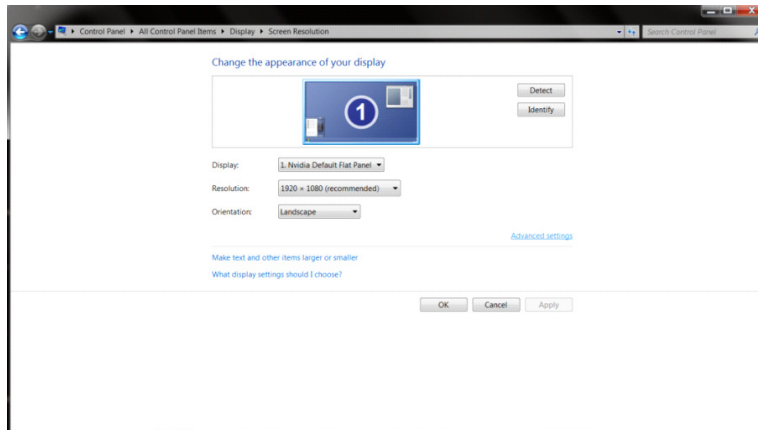 Control Panel ▸ All Control Panel Items ▸ Display ▸ Screen Resolution
Search Control Panel
Change the appearance of your display
1
Detect
Identify
Display: 1. Nvidia Default Flat Panel
Resolution: 1920 × 1080 (recommended)
Orientation: Landscape
Advanced settings
Make text and other items larger or smaller
What display settings should I choose?
OK Cancel Apply